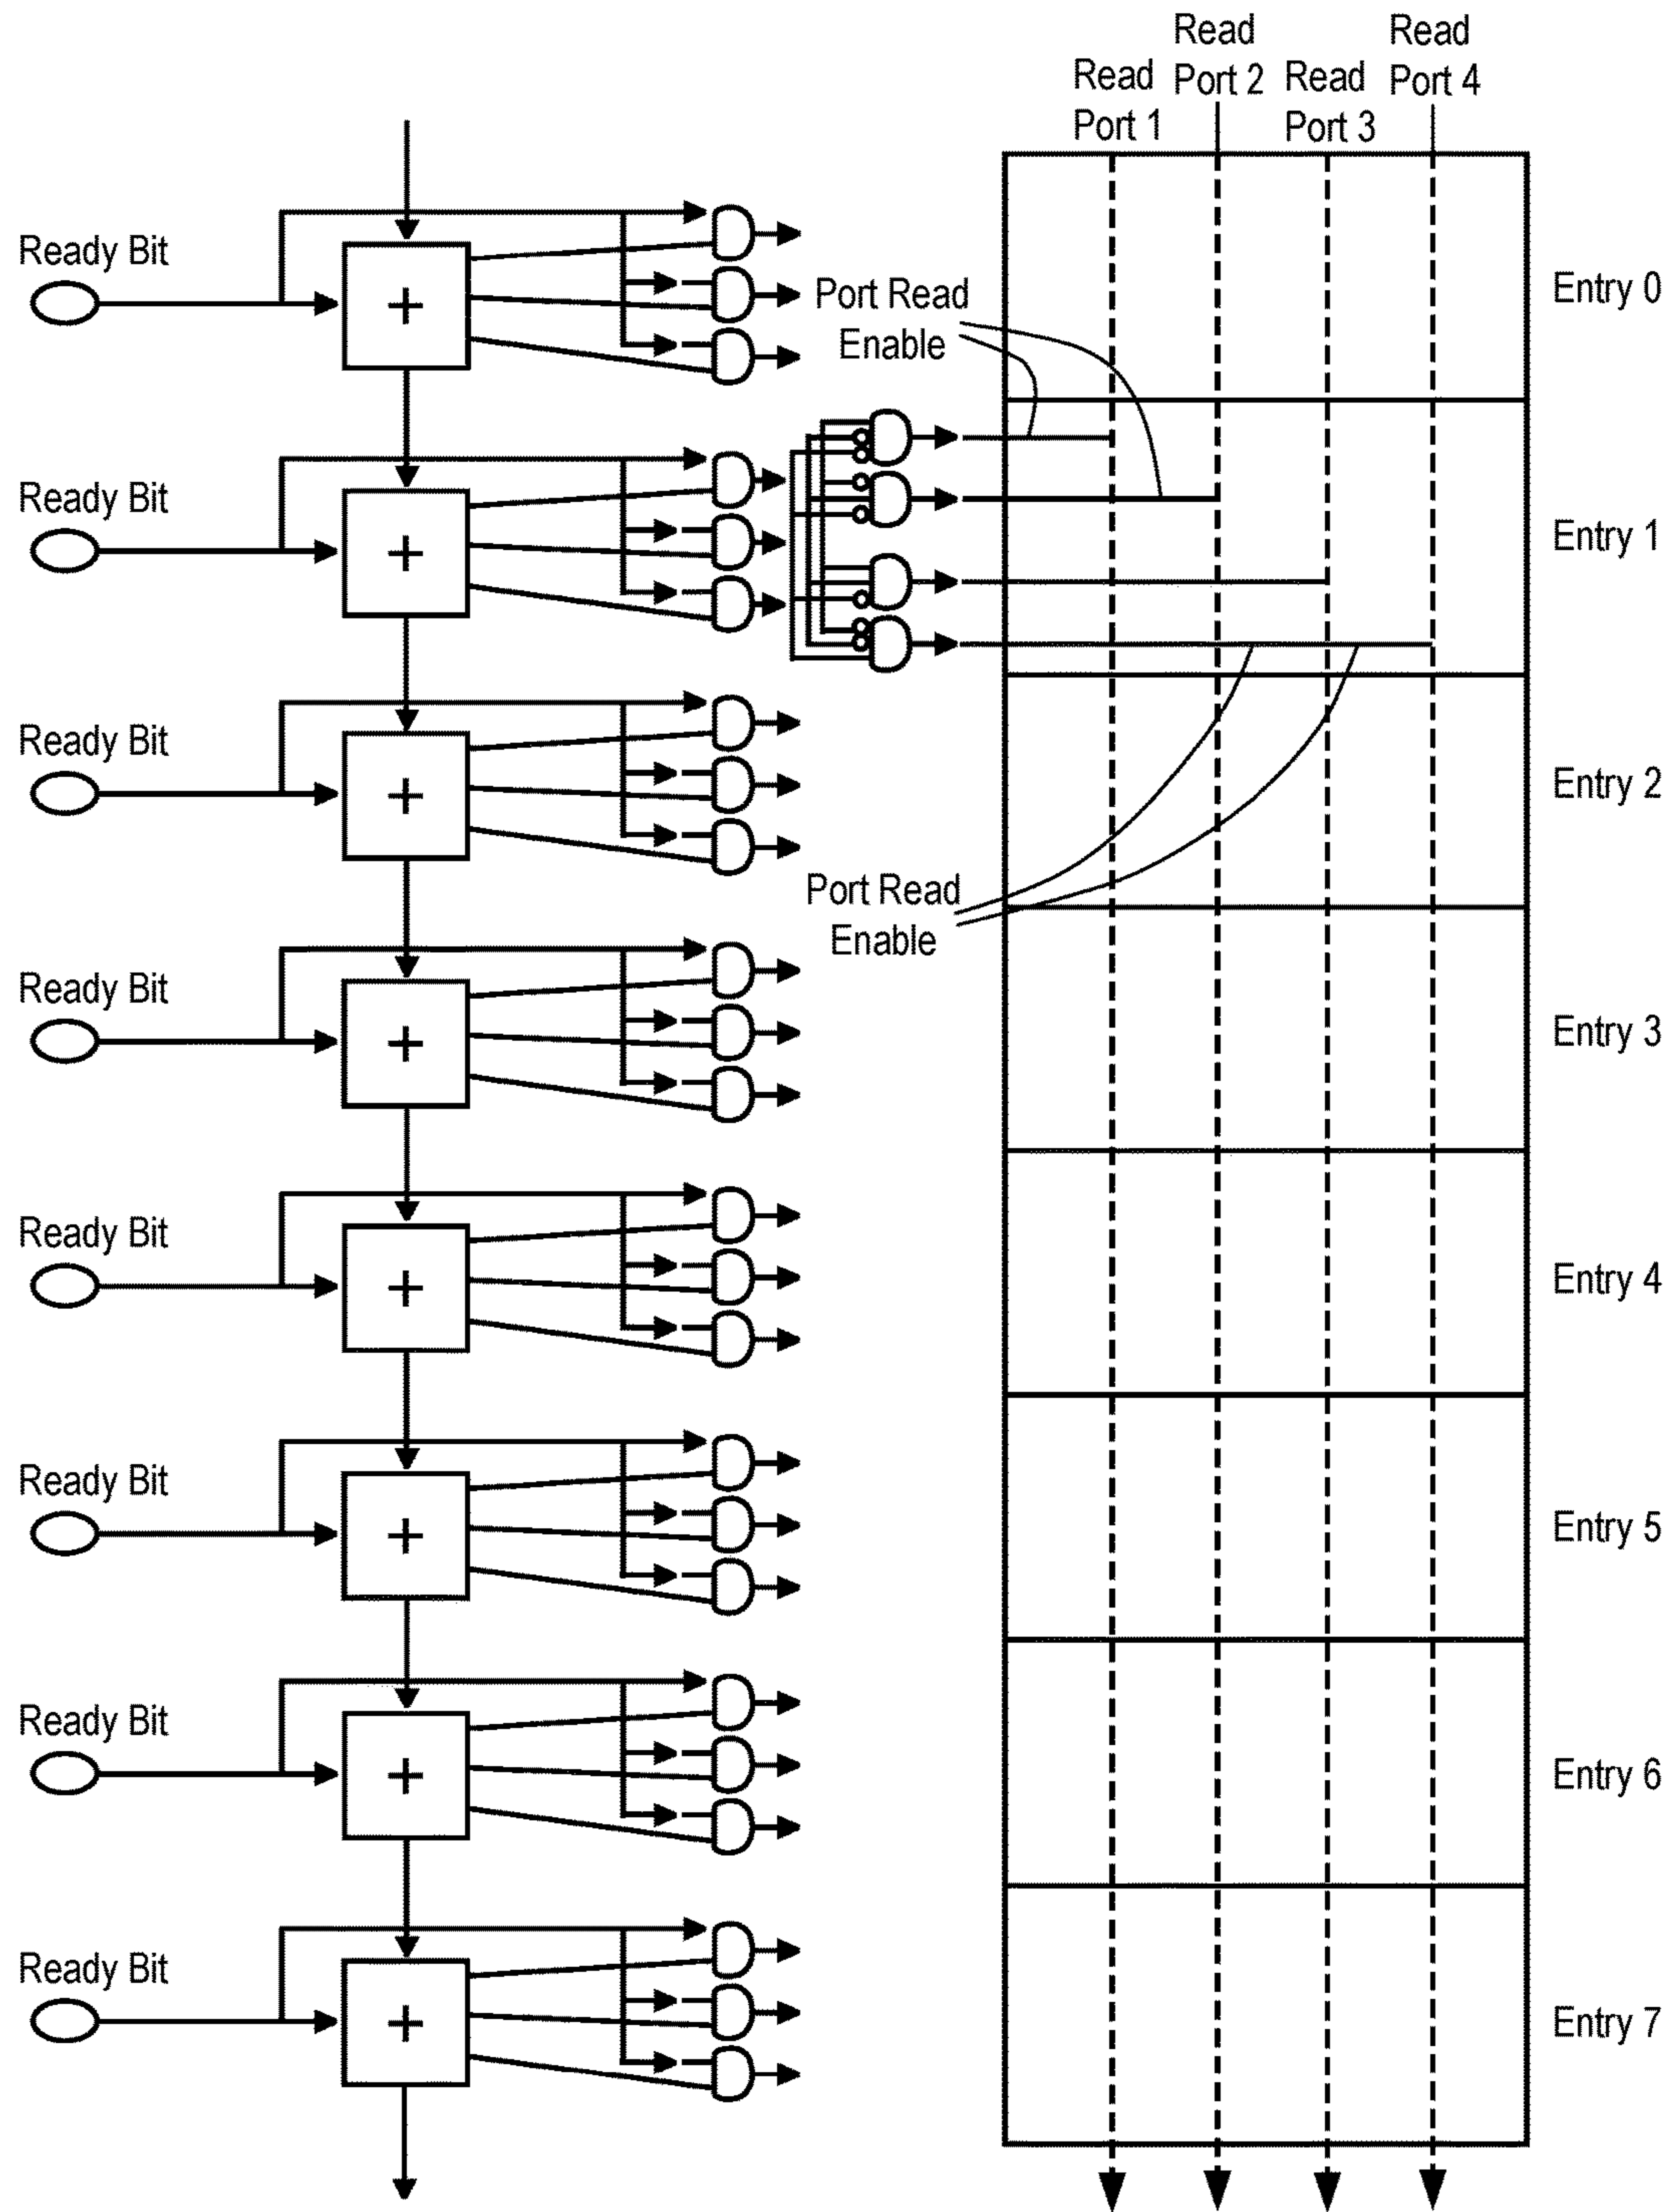 Read
Port 1
Read
Port 2
Read
Port 3
Read
Port 4
Ready Bit
+
Port Read
Enable
Entry 0
Ready Bit
+
Entry 1
Ready Bit
+
Entry 2
Port Read
Enable
Ready Bit
+
Entry 3
Ready Bit
+
Entry 4
Ready Bit
+
Entry 5
Ready Bit
+
Entry 6
Ready Bit
+
Entry 7